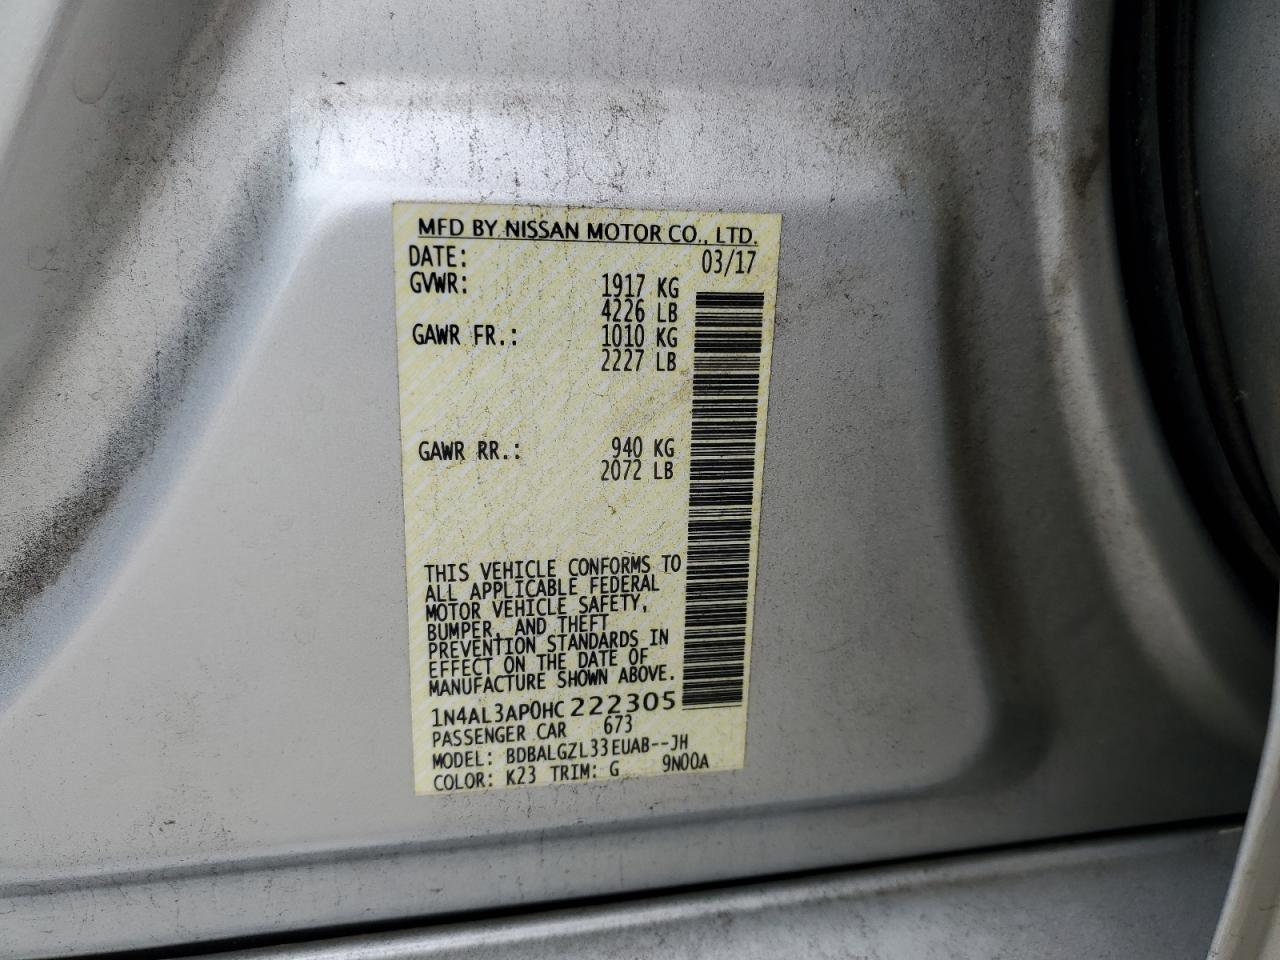 MFD BY NISSAN MOTOR CO., LTD.
DATE: 03/17
GVWR: 1917 KG
4226 LB
GAWR FR.: 1010 KG
2227 LB
GAWR RR.: 940 KG
2072 LB
THIS VEHICLE CONFORMS TO
ALL APPLICABLE FEDERAL
MOTOR VEHICLE SAFETY,
BUMPER, AND THEFT
PREVENTION STANDARDS IN
EFFECT ON THE DATE OF
MANUFACTURE SHOWN ABOVE.
1N4AL3AP0HC222305
PASSENGER CAR 673
MODEL: BDBALGZL33EUAB--JH
COLOR: K23 TRIM: G 9N00A